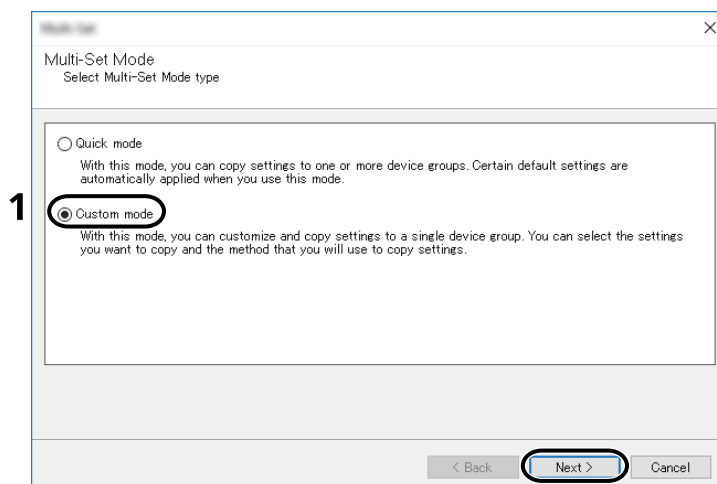 Multi-Set Mode
Select Multi-Set Mode type
Quick mode
With this mode, you can copy settings to one or more device groups. Certain default settings are
automatically applied when you use this mode.
1
Custom mode
With this mode, you can customize and copy settings to a single device group. You can select the settings
you want to copy and the method that you will use to copy settings.
< Back
Next >
Cancel